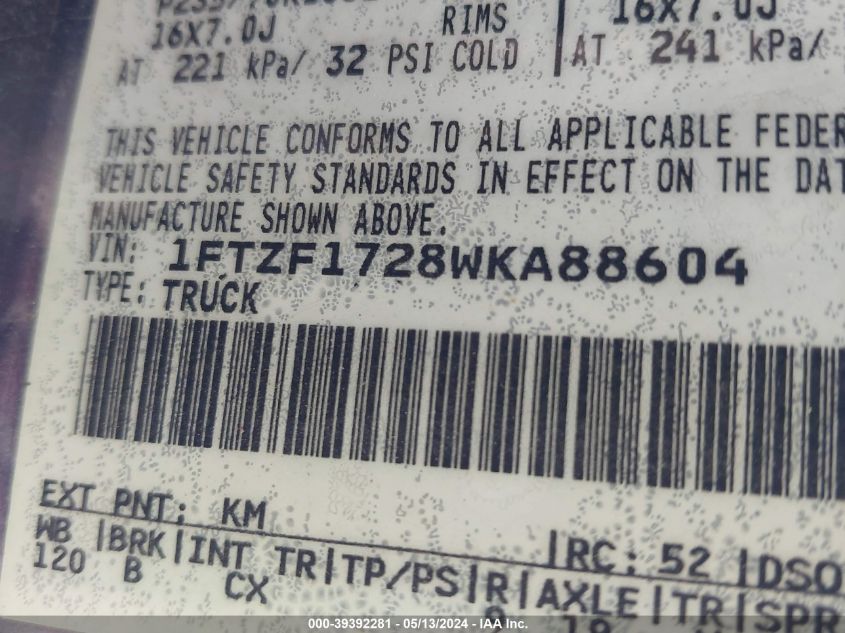 16X7.0J RIMS 16X7.0J
AT 221 kPa/ 32 PSI COLD AT 241 kPa/
THIS VEHICLE CONFORMS TO ALL APPLICABLE FEDER
VEHICLE SAFETY STANDARDS IN EFFECT ON THE DAT
MANUFACTURE SHOWN ABOVE.
VIN: 1FTZF1728WKA88604
TYPE: TRUCK
EXT PNT: KM RC: 52 DSO
WB |BRK|INT TR|TP/PS|R|AXLE|TR|SPR
120 B CX 19
000-39392281 - 05/13/2024 - IAA Inc.